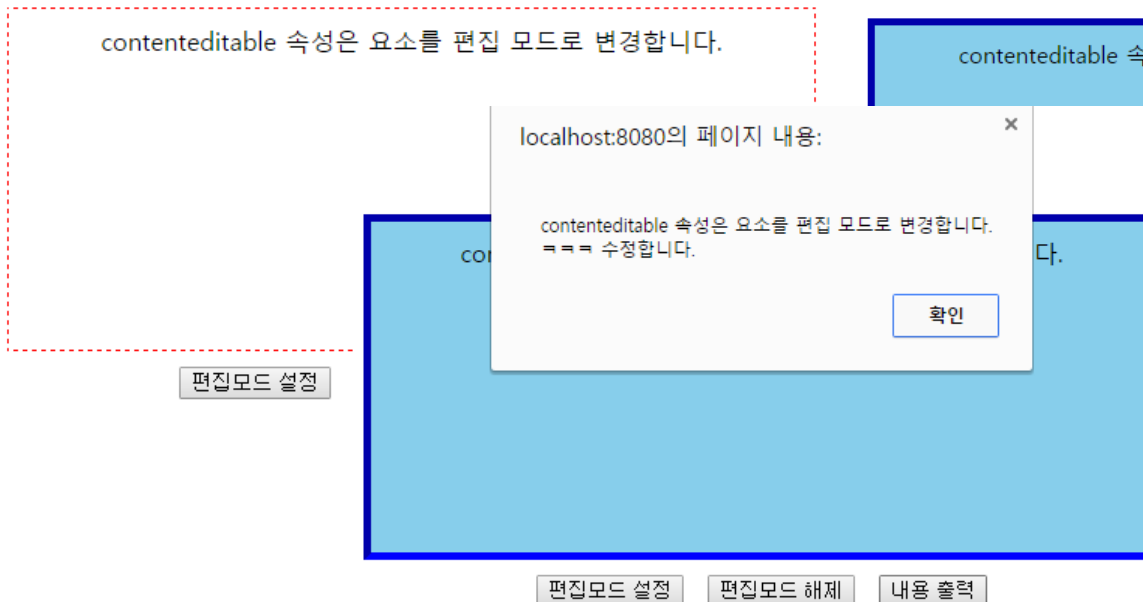 contenteditable 속성은 요소를 편집 모드로 변경합니다.
contenteditable 속
localhost:8080의 페이지 내용:
contenteditable 속성은 요소를 편집 모드로 변경합니다.
ㅋㅋㅋ 수정합니다.
확인
con
다.
편집모드 설정
편집모드 설정 편집모드 해제 내용 출력